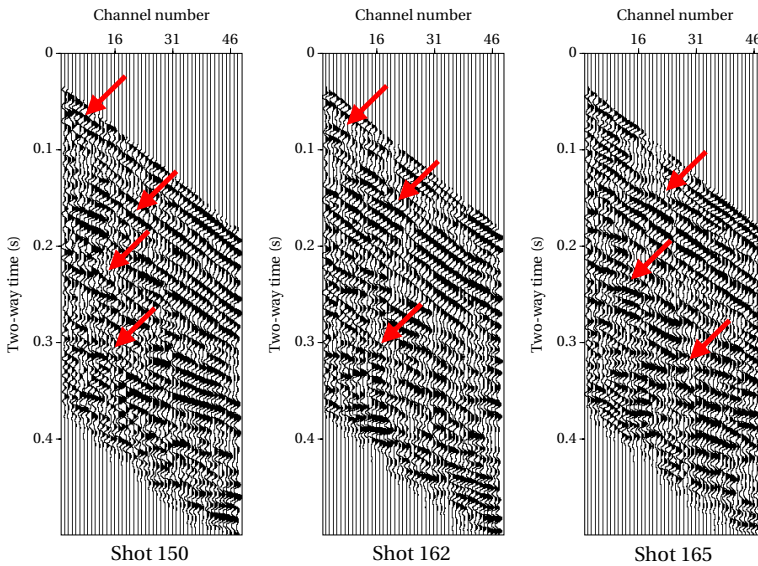 Channel number
16 31 46
0
0.1
0.2
0.3
0.4
Two-way time (s)
Shot 150
Channel number
16 31 46
0
0.1
0.2
0.3
0.4
Two-way time (s)
Shot 162
Channel number
16 31 46
0
0.1
0.2
0.3
0.4
Two-way time (s)
Shot 165